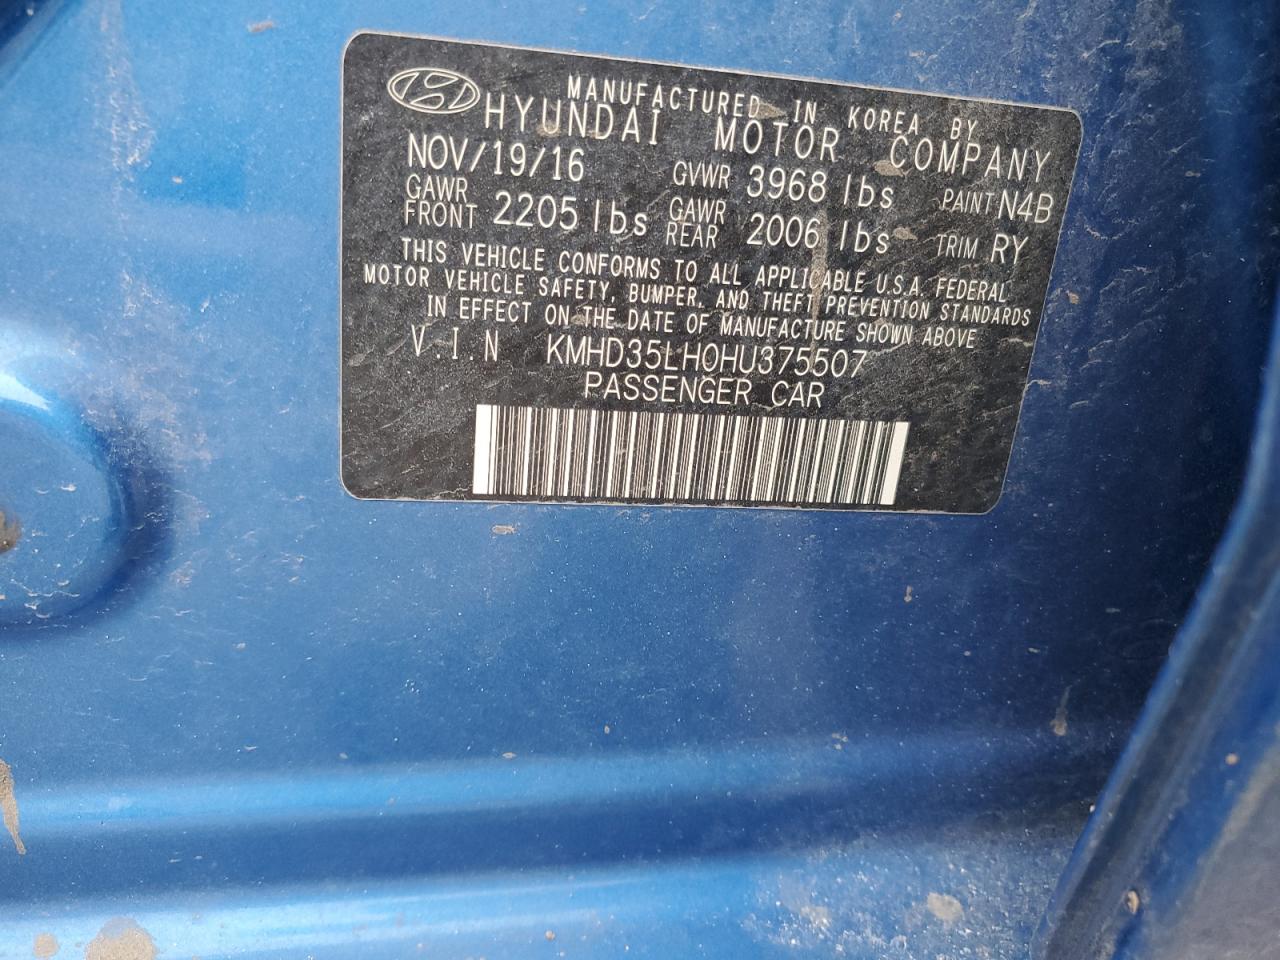 MANUFACTURED IN KOREA BY
HYUNDAI MOTOR COMPANY
NOV/19/16 GVWR 3968 lbs PAINT N4B
GAWR FRONT 2205 lbs GAWR REAR 2006 lbs TRIM RY
THIS VEHICLE CONFORMS TO ALL APPLICABLE U.S.A. FEDERAL
MOTOR VEHICLE SAFETY, BUMPER, AND THEFT PREVENTION STANDARDS
IN EFFECT ON THE DATE OF MANUFACTURE SHOWN ABOVE
V.I.N KMHD35LH0HU375507
PASSENGER CAR